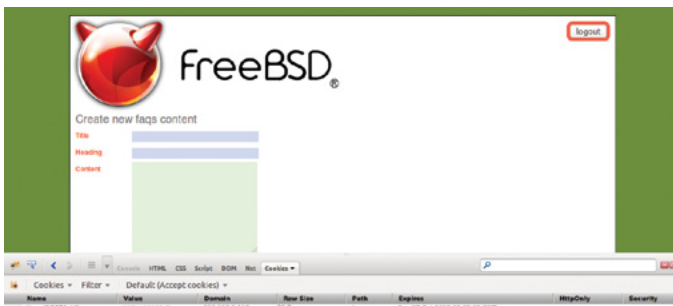 logout
FreeBSD®
Create new faqs content
Title
Heading
Content
Console HTML CSS Script DOM Net Cookies
Cookies Filter Default (Accept cookies)
Name Value Domain Raw Size Path Expires HttpOnly Security